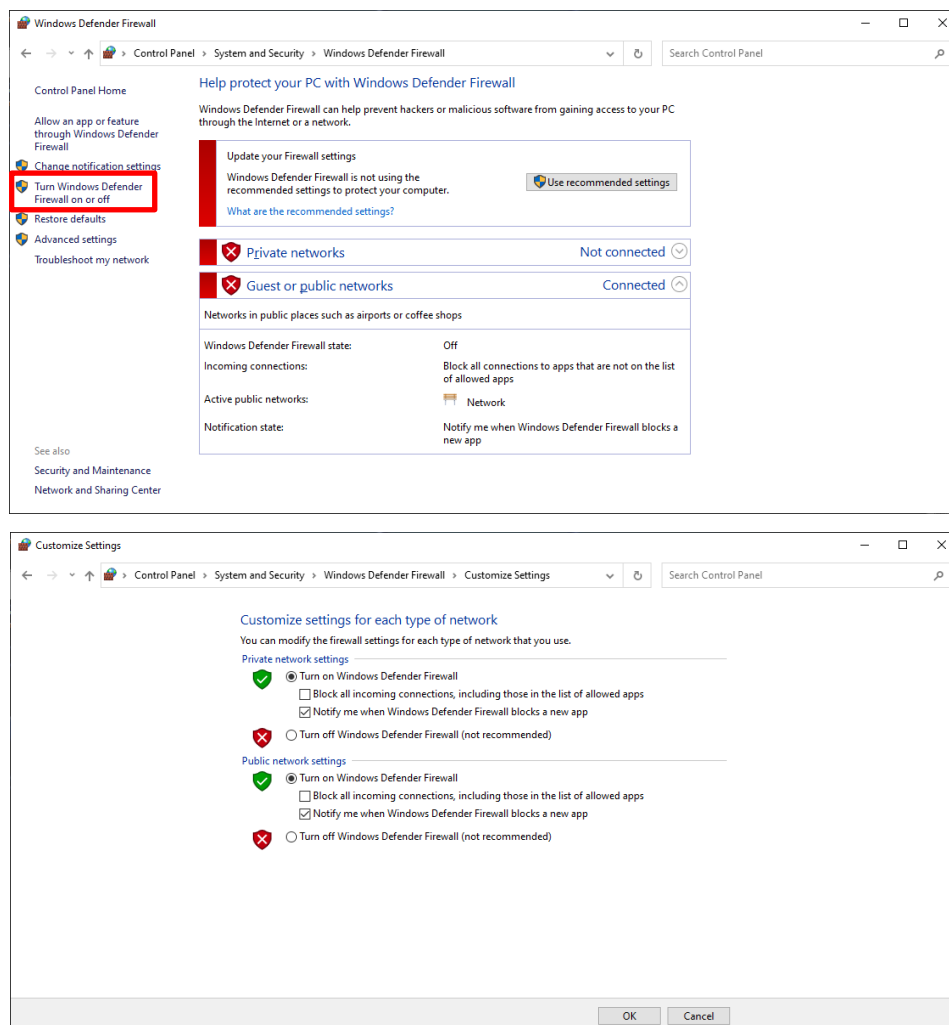 Windows Defender Firewall
Control Panel › System and Security › Windows Defender Firewall
Search Control Panel
Control Panel Home
Allow an app or feature
through Windows Defender
Firewall
Change notification settings
Turn Windows Defender
Firewall on or off
Restore defaults
Advanced settings
Troubleshoot my network
See also
Security and Maintenance
Network and Sharing Center
Help protect your PC with Windows Defender Firewall
Windows Defender Firewall can help prevent hackers or malicious software from gaining access to your PC
through the Internet or a network.
Update your Firewall settings
Windows Defender Firewall is not using the
recommended settings to protect your computer.
What are the recommended settings?
Use recommended settings
Private networks Not connected
Guest or public networks Connected
Networks in public places such as airports or coffee shops
Windows Defender Firewall state: Off
Incoming connections: Block all connections to apps that are not on the list
of allowed apps
Active public networks: Network
Notification state: Notify me when Windows Defender Firewall blocks a
new app
Customize Settings
Control Panel › System and Security › Windows Defender Firewall › Customize Settings
Search Control Panel
Customize settings for each type of network
You can modify the firewall settings for each type of network that you use.
Private network settings
Turn on Windows Defender Firewall
Block all incoming connections, including those in the list of allowed apps
Notify me when Windows Defender Firewall blocks a new app
Turn off Windows Defender Firewall (not recommended)
Public network settings
Turn on Windows Defender Firewall
Block all incoming connections, including those in the list of allowed apps
Notify me when Windows Defender Firewall blocks a new app
Turn off Windows Defender Firewall (not recommended)
OK Cancel